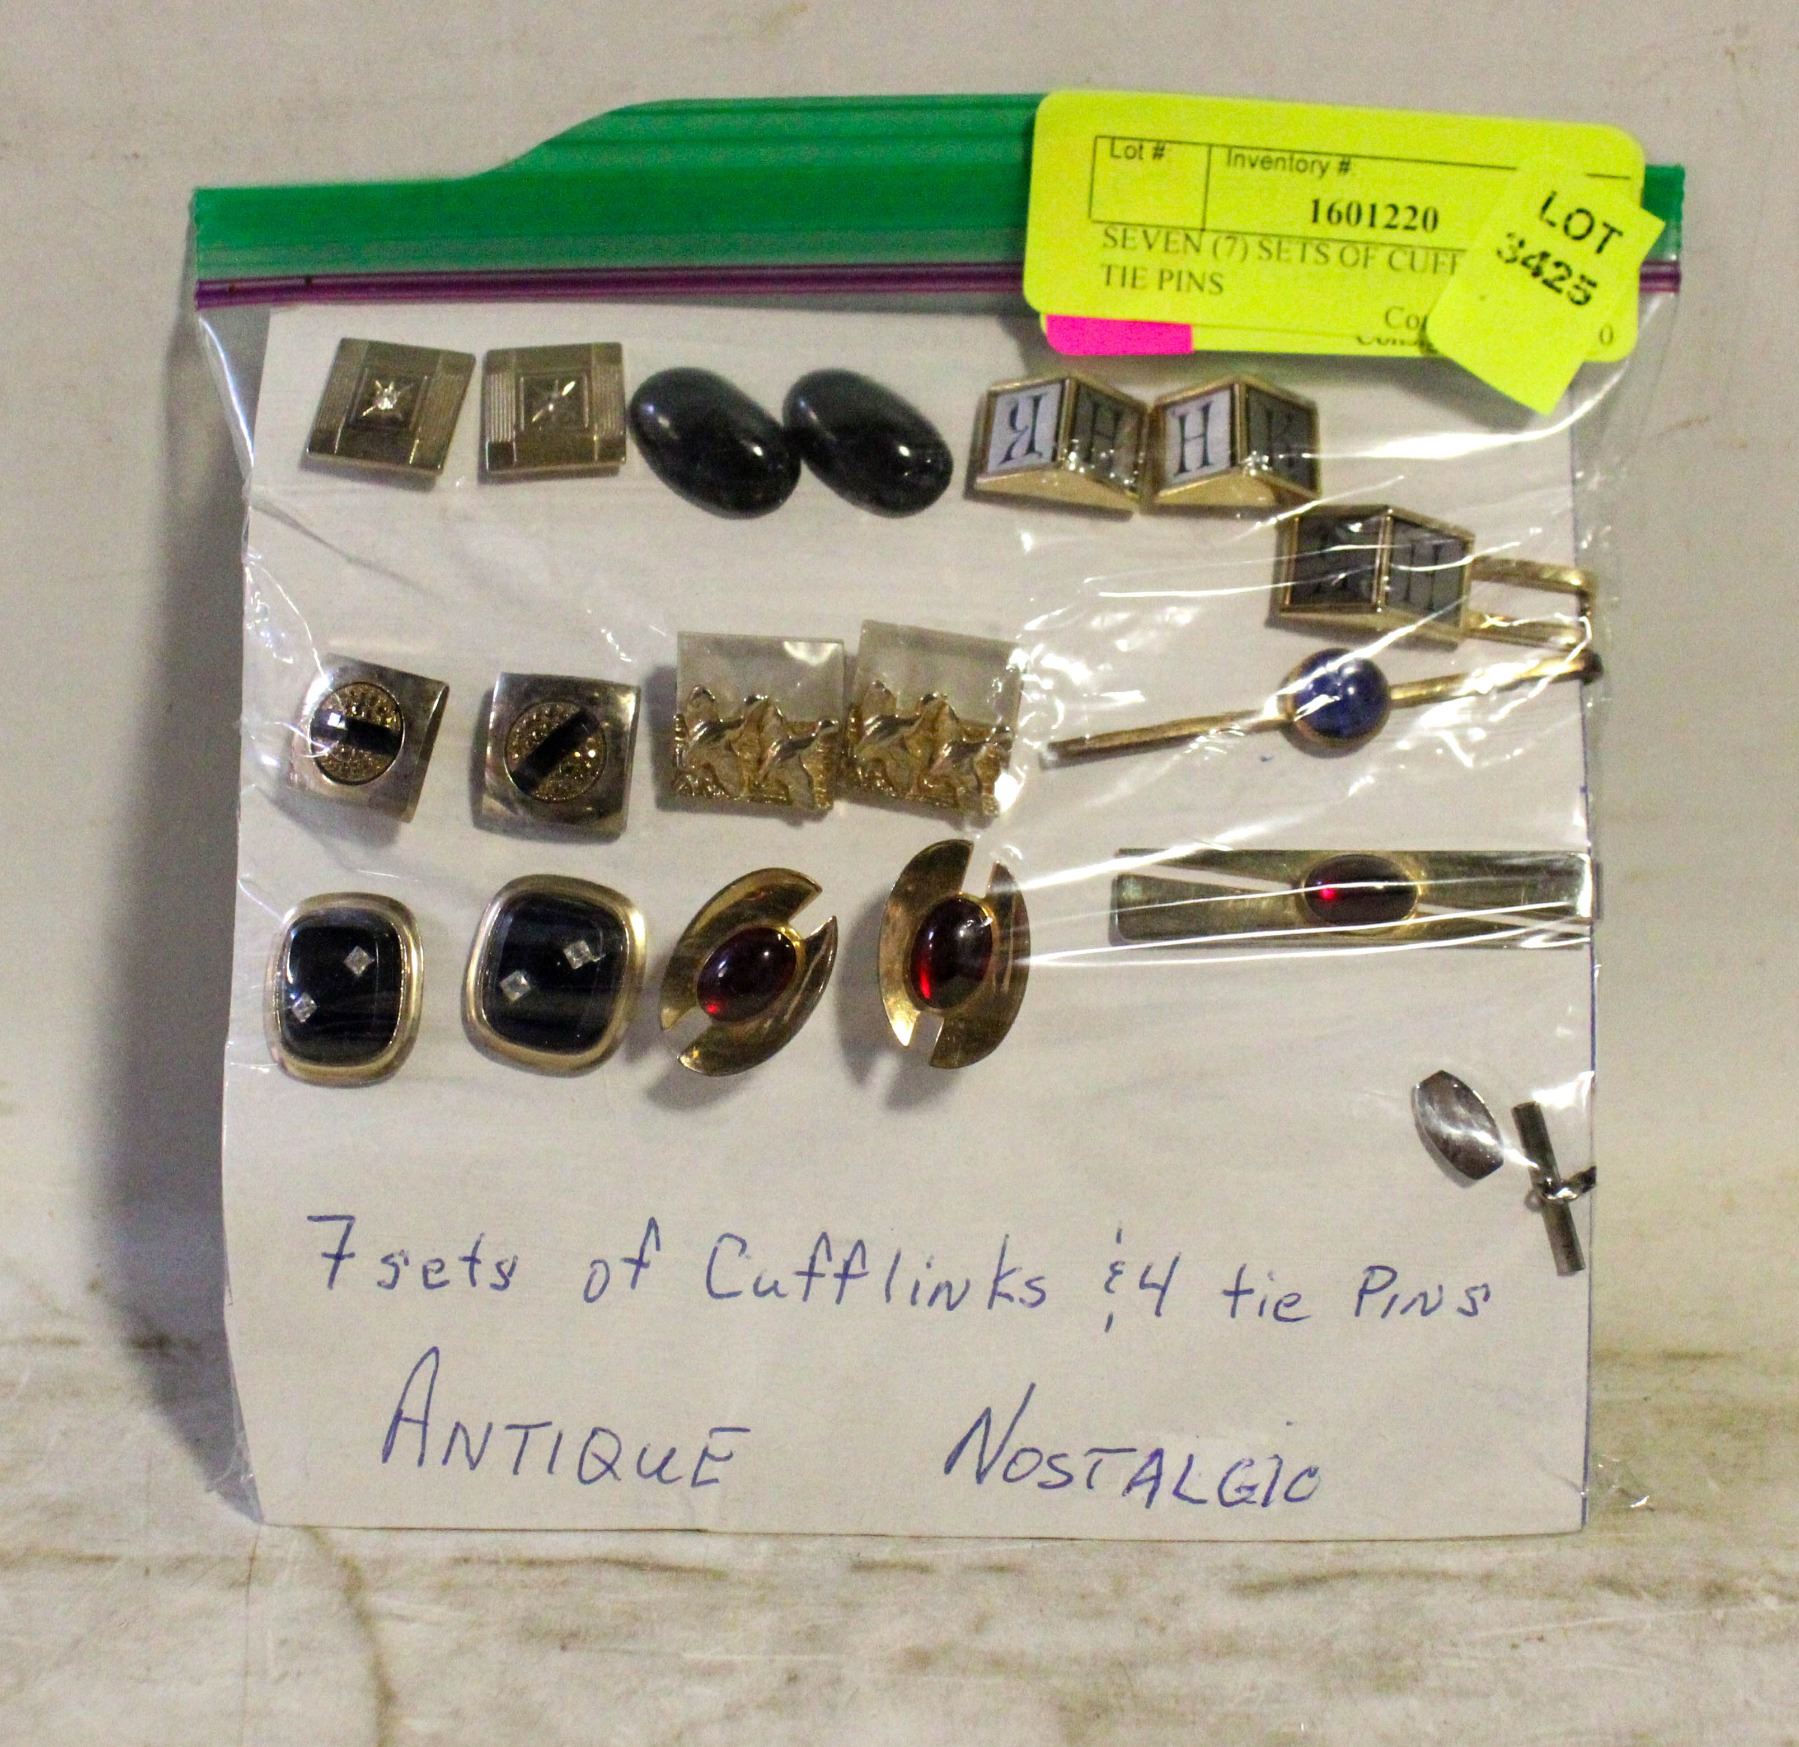 Lot # Inventory #
1601220
LOT
3425
SEVEN (7) SETS OF CUFF
TIE PINS
0
R H H R
R H
7 sets of Cufflinks & 4 tie Pins
ANTIQUE NOSTALGIC